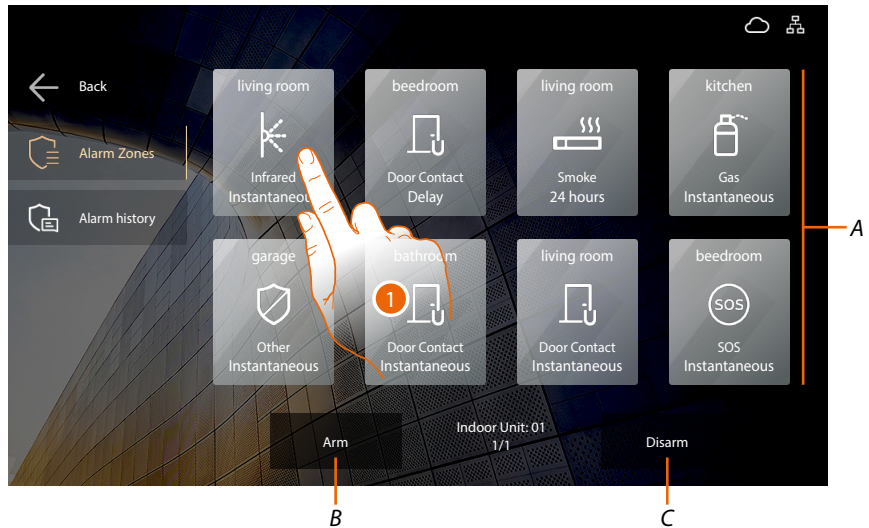 Back
Alarm Zones
Alarm history
living room
Infrared
Instantaneou
beedroom
Door Contact
Delay
living room
Smoke
24 hours
kitchen
Gas
Instantaneous
garage
Other
Instantaneous
bathroom
1
Door Contact
Instantaneous
living room
Door Contact
Instantaneous
beedroom
SOS
SOS
Instantaneous
A
Arm
Indoor Unit: 01
1/1
Disarm
B
C